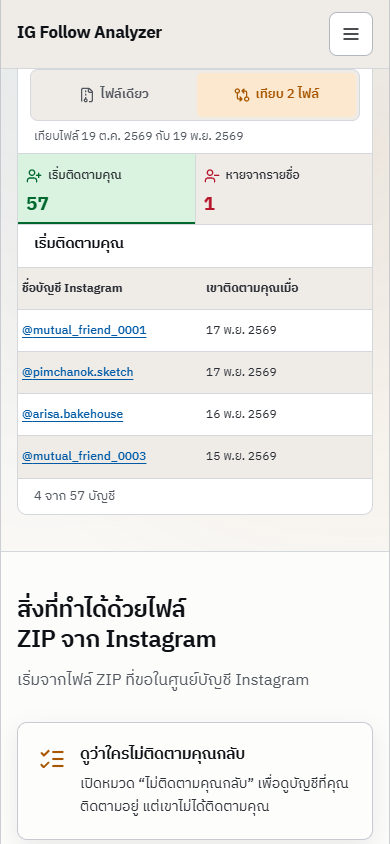 IG Follow Analyzer
ไฟล์เดียว
เทียบ 2 ไฟล์
เทียบไฟล์ 19 ต.ค. 2569 กับ 19 พ.ย. 2569
เริ่มติดตามคุณ
57
หายจากรายชื่อ
1
เริ่มติดตามคุณ
ชื่อบัญชี Instagram เขาติดตามคุณเมื่อ
@mutual_friend_0001 17 พ.ย. 2569
@pimchanok.sketch 17 พ.ย. 2569
@arisa.bakehouse 16 พ.ย. 2569
@mutual_friend_0003 15 พ.ย. 2569
4 จาก 57 บัญชี
สิ่งที่ทำได้ด้วยไฟล์
ZIP จาก Instagram
เริ่มจากไฟล์ ZIP ที่ขอในศูนย์บัญชี Instagram
ดูว่าใครไม่ติดตามคุณกลับ
เปิดหมวด “ไม่ติดตามคุณกลับ” เพื่อดูบัญชีที่คุณ
ติดตามอยู่ แต่เขาไม่ได้ติดตามคุณ